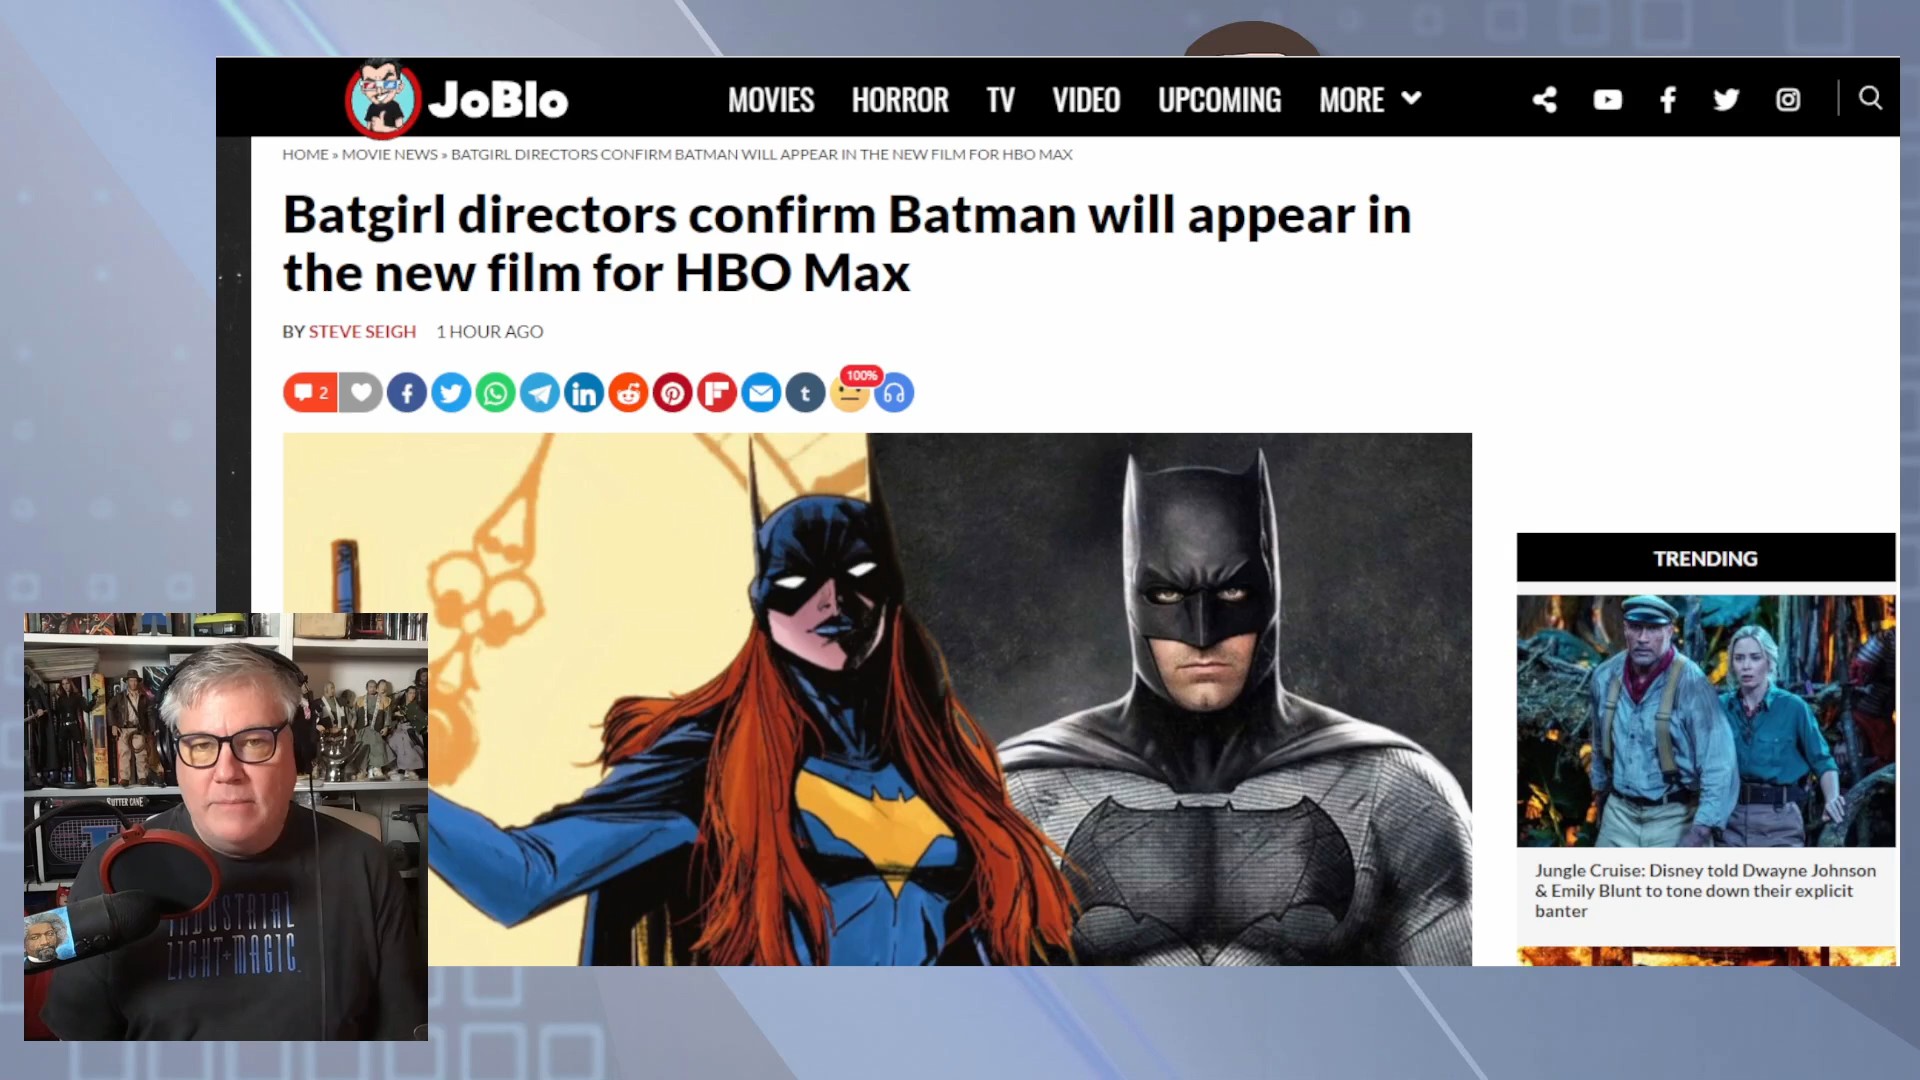 JoBlo
MOVIES HORROR TV VIDEO UPCOMING MORE
HOME » MOVIE NEWS » BATGIRL DIRECTORS CONFIRM BATMAN WILL APPEAR IN THE NEW FILM FOR HBO MAX
Batgirl directors confirm Batman will appear in
the new film for HBO Max
BY STEVE SEIGH 1 HOUR AGO
2
100%
TRENDING
Jungle Cruise: Disney told Dwayne Johnson
& Emily Blunt to tone down their explicit
banter
INDUSTRIAL
LIGHT+MAGIC